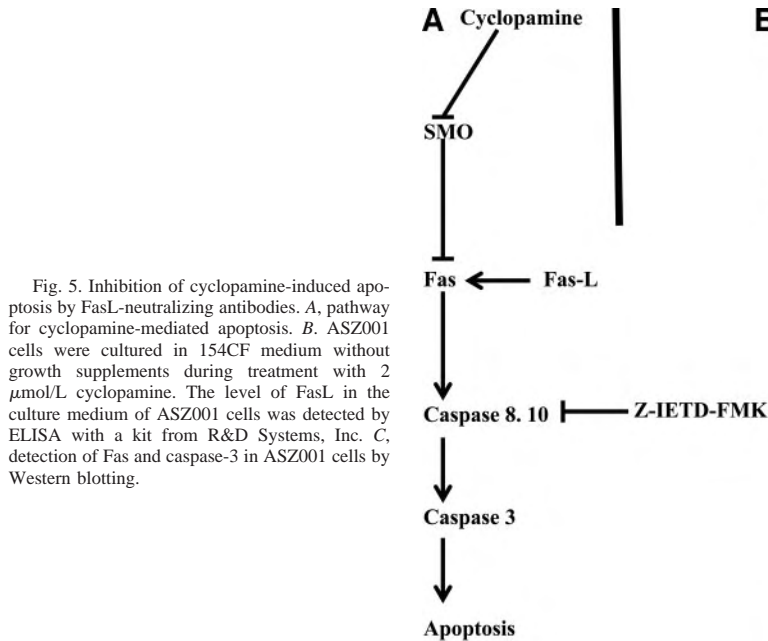 Fig. 5. Inhibition of cyclopamine-induced apo-
ptosis by FasL-neutralizing antibodies. A, pathway
for cyclopamine-mediated apoptosis. B. ASZ001
cells were cultured in 154CF medium without
growth supplements during treatment with 2
μmol/L cyclopamine. The level of FasL in the
culture medium of ASZ001 cells was detected by
ELISA with a kit from R&D Systems, Inc. C,
detection of Fas and caspase-3 in ASZ001 cells by
Western blotting.
A Cyclopamine
SMO
Fas Fas-L
Caspase 8. 10 Z-IETD-FMK
Caspase 3
Apoptosis